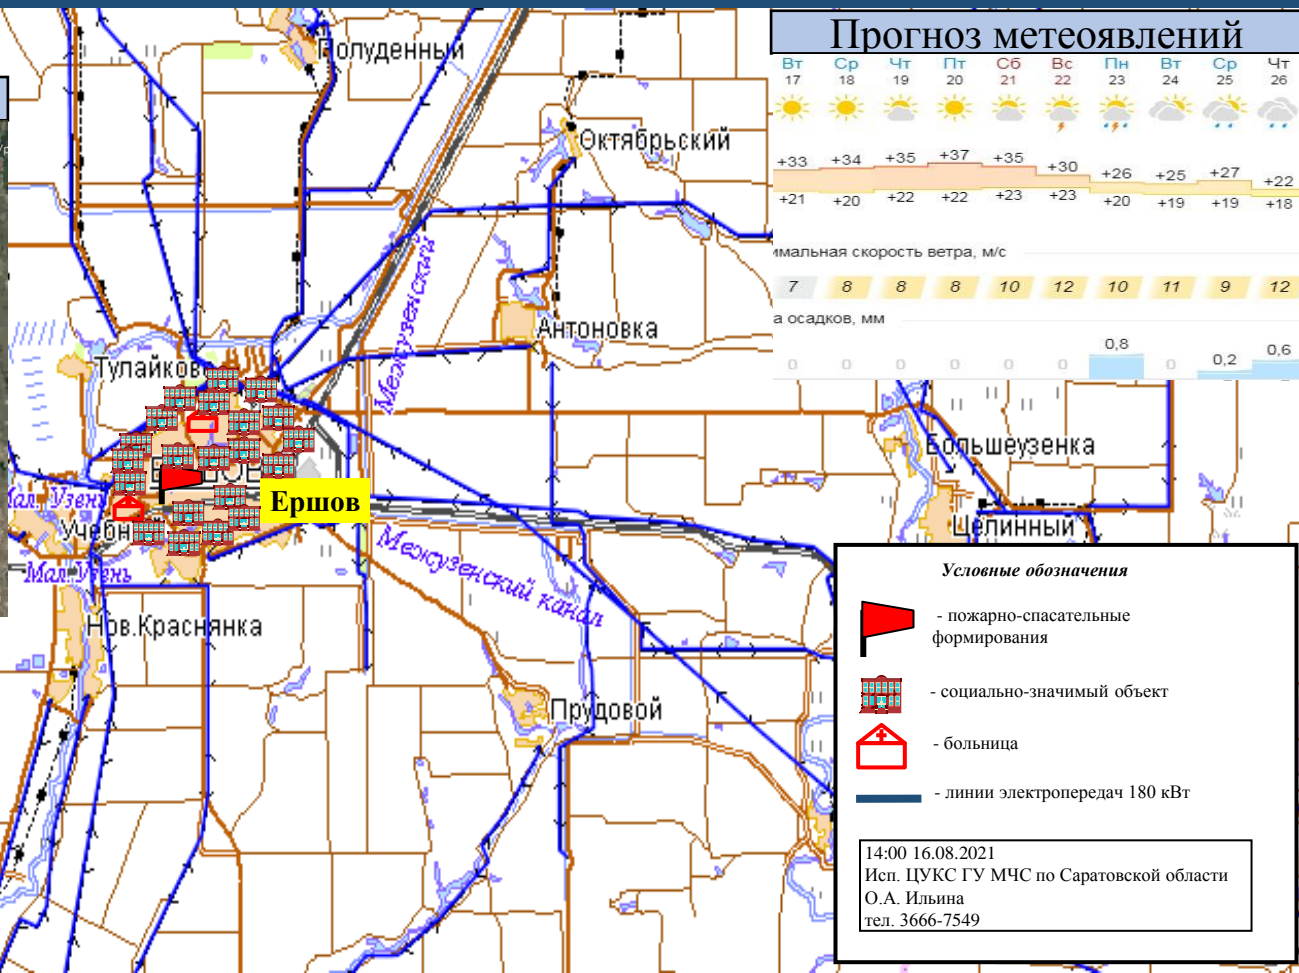 Прогноз метеоявлений
Вт Ср Чт Пт Сб Вс Пн Вт Ср Чт
17 18 19 20 21 22 23 24 25 26
+33 +34 +35 +37 +35 +30 +26 +25 +27 +22
+21 +20 +22 +22 +23 +23 +20 +19 +19 +18
имальная скорость ветра, м/с
7 8 8 8 10 12 10 11 9 12
а осадков, мм
0 0 0 0 0 0 0,8 0 0,2 0,6
Полуденный
Октябрьский
Межузенский
Антоновка
Тулайков
Большеузенка
Мал. Узень
Ершов
Целинный
Учебн
Межузенский канал
Мал. Узень
Нов.Краснянка
Прудовой
Условные обозначения
- пожарно-спасательные
формирования
- социально-значимый объект
- больница
- линии электропередач 180 кВт
14:00 16.08.2021
Исп. ЦУКС ГУ МЧС по Саратовской области
О.А. Ильина
тел. 3666-7549